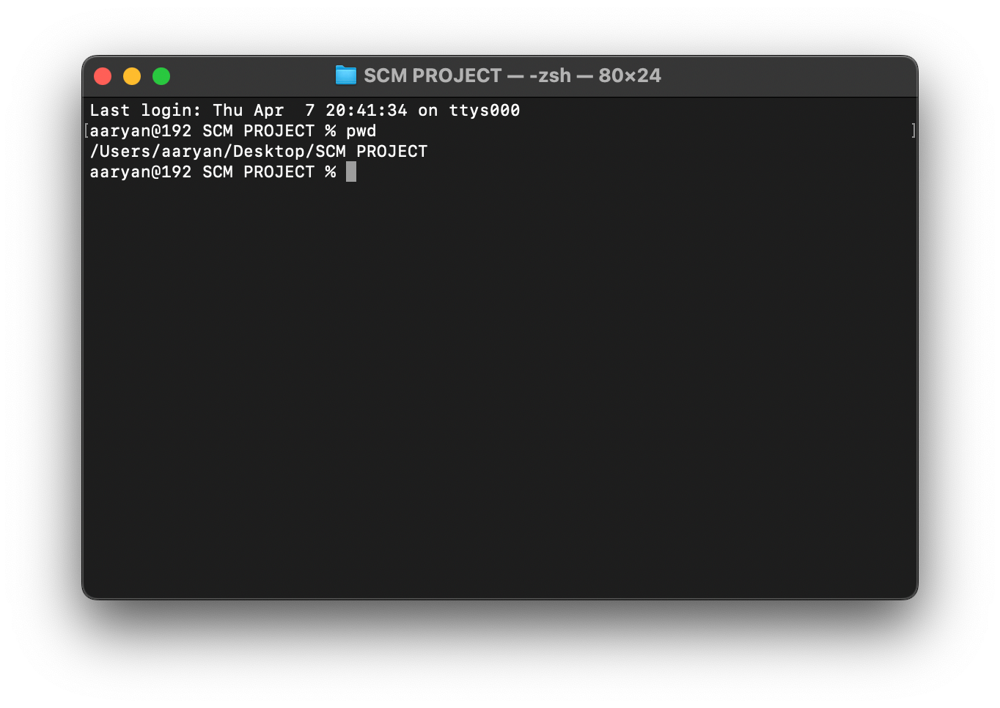 SCM PROJECT — -zsh — 80×24
Last login: Thu Apr  7 20:41:34 on ttys000
[aaryan@192 SCM PROJECT % pwd ]
/Users/aaryan/Desktop/SCM PROJECT
aaryan@192 SCM PROJECT %